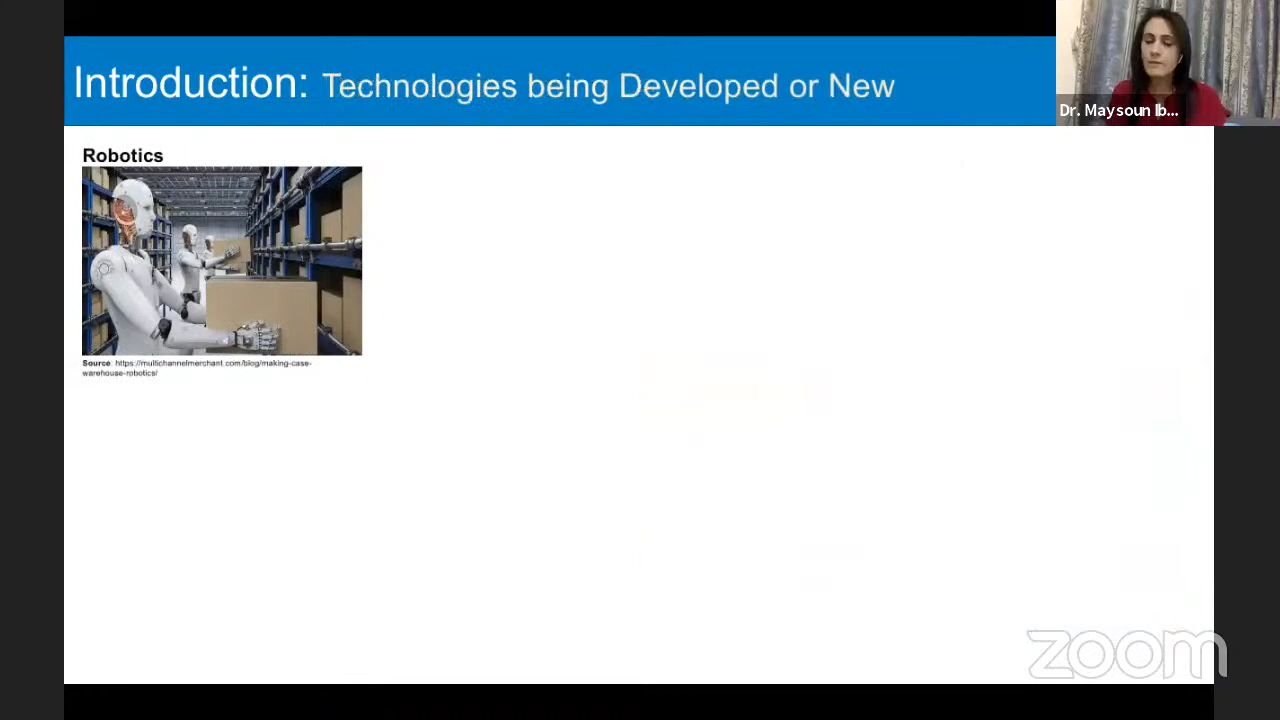 Introduction: Technologies being Developed or New
Dr. Maysoun Ib...
Robotics
Source: https://multichannelmerchant.com/blog/making-case-
warehouse-robotics/
zoom